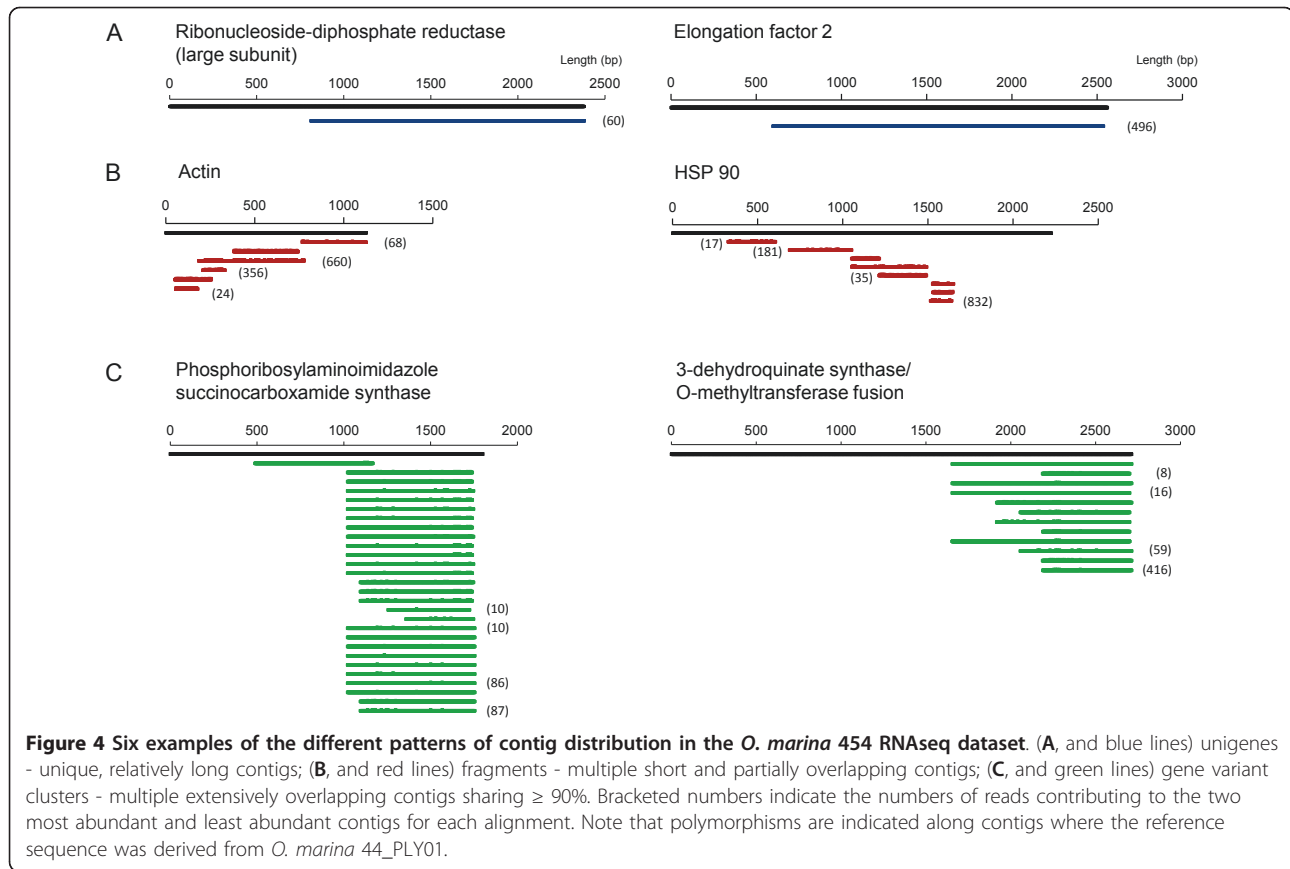 A
Ribonucleoside-diphosphate reductase
(large subunit)
Length (bp)
0 500 1000 1500 2000 2500
(60)
Elongation factor 2
Length (bp)
0 500 1000 1500 2000 2500 3000
(496)
B
Actin
0 500 1000 1500
(68)
(660)
(356)
(24)
HSP 90
0 500 1000 1500 2000 2500
(17)
(181)
(35)
(832)
C
Phosphoribosylaminoimidazole
succinocarboxamide synthase
0 500 1000 1500 2000
(10)
(10)
(86)
(87)
3-dehydroquinate synthase/
O-methyltransferase fusion
0 500 1000 1500 2000 2500 3000
(8)
(16)
(59)
(416)
Figure 4 Six examples of the different patterns of contig distribution in the O. marina 454 RNAseq dataset. (A, and blue lines) unigenes
- unique, relatively long contigs; (B, and red lines) fragments - multiple short and partially overlapping contigs; (C, and green lines) gene variant
clusters - multiple extensively overlapping contigs sharing ≥ 90%. Bracketed numbers indicate the numbers of reads contributing to the two
most abundant and least abundant contigs for each alignment. Note that polymorphisms are indicated along contigs where the reference
sequence was derived from O. marina 44_PLY01.